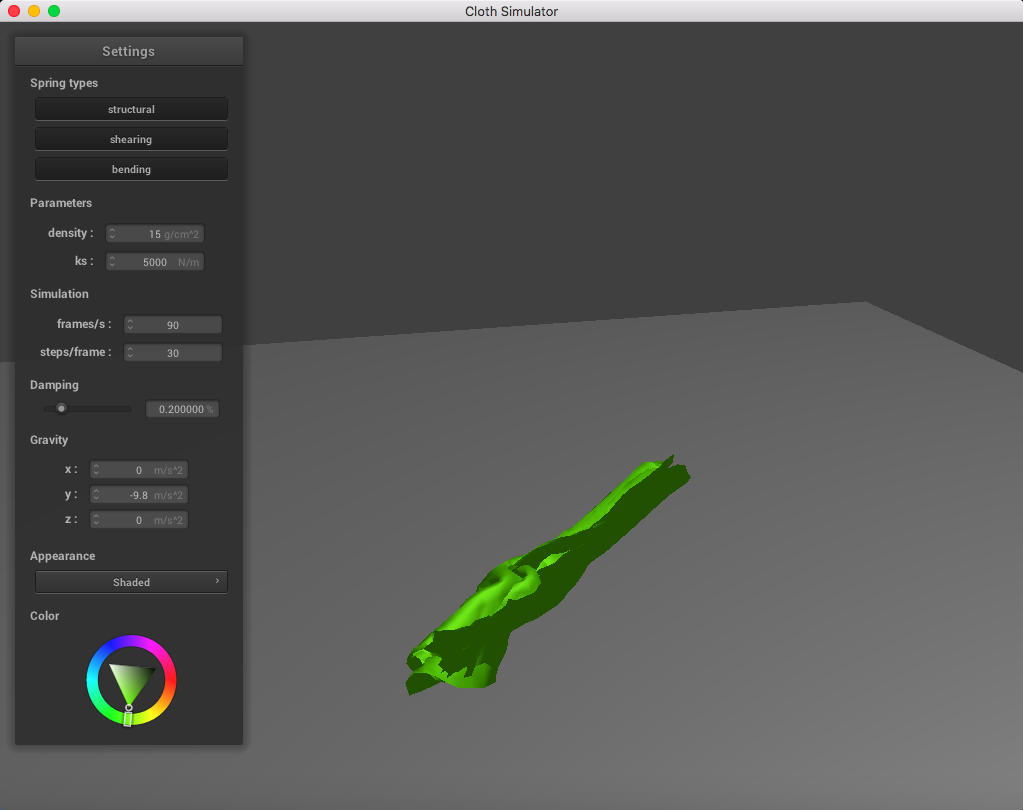 Cloth Simulator
Settings
Spring types
structural
shearing
bending
Parameters
density : 15 g/cm^2
ks : 5000 N/m
Simulation
frames/s : 90
steps/frame : 30
Damping
0.200000 %
Gravity
x : 0 m/s^2
y : -9.8 m/s^2
z : 0 m/s^2
Appearance
Shaded ›
Color